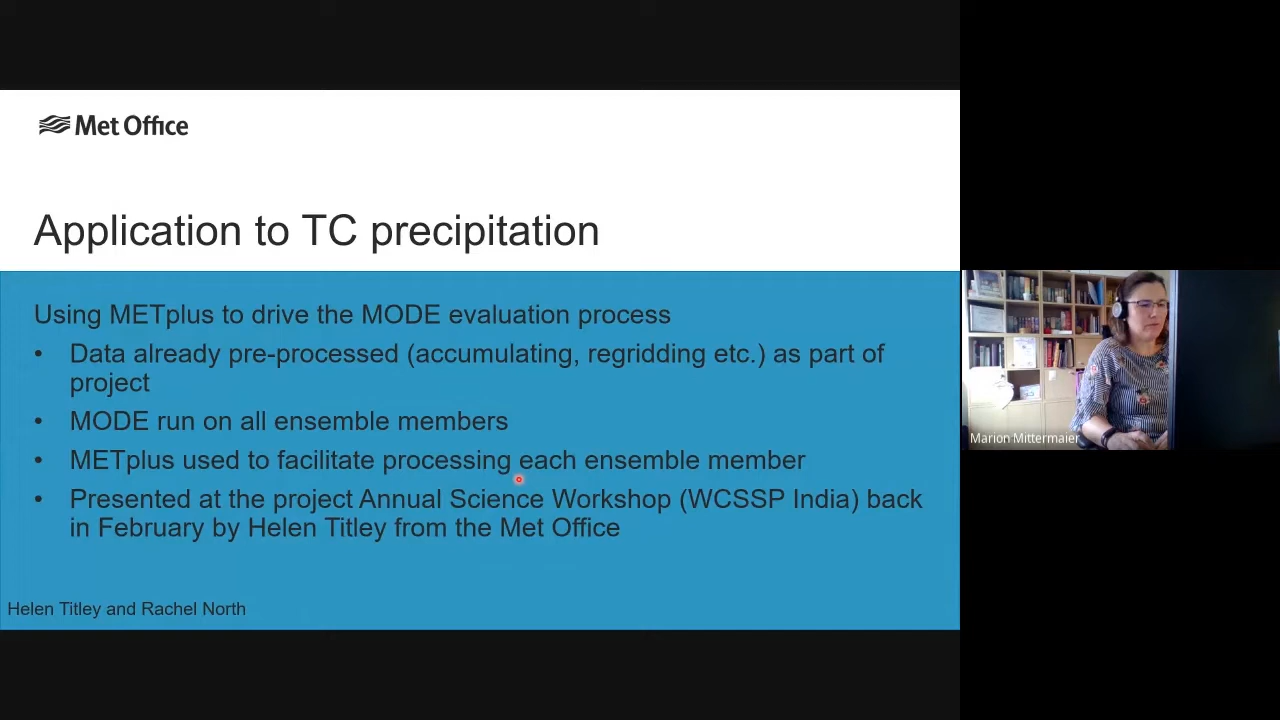 Met Office
Application to TC precipitation
Using METplus to drive the MODE evaluation process
• Data already pre-processed (accumulating, regridding etc.) as part of
project
• MODE run on all ensemble members
• METplus used to facilitate processing each ensemble member
• Presented at the project Annual Science Workshop (WCSSP India) back
in February by Helen Titley from the Met Office
Helen Titley and Rachel North
Marion Mittermaier